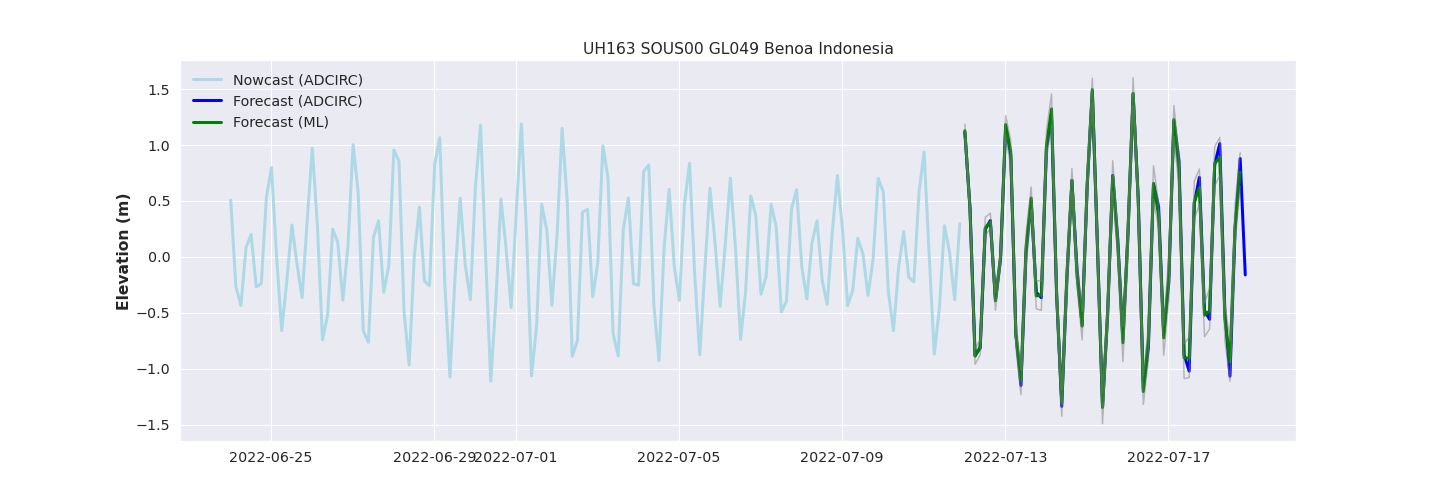 UH163 SOUS00 GL049 Benoa Indonesia
Nowcast (ADCIRC)
Forecast (ADCIRC)
Forecast (ML)
Elevation (m)
1.5
1.0
0.5
0.0
−0.5
−1.0
−1.5
2022-06-25
2022-06-29
2022-07-01
2022-07-05
2022-07-09
2022-07-13
2022-07-17